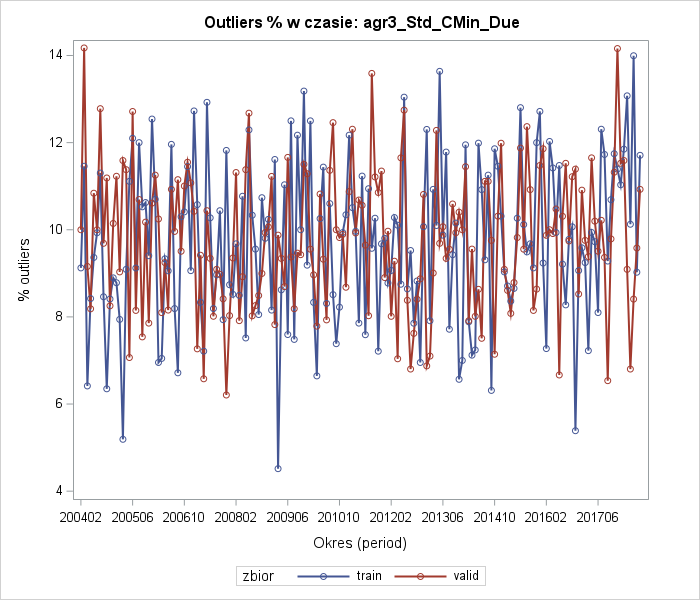 Outliers % w czasie: agr3_Std_CMin_Due
14
12
10
8
6
4
% outliers
200402 200506 200610 200802 200906 201010 201202 201306 201410 201602 201706
Okres (period)
zbior train valid